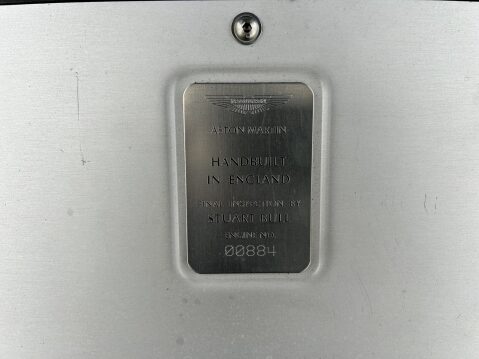 ASTON MARTIN
HANDBUILT
IN ENGLAND
FINAL INSPECTION BY
STUART BULL
ENGINE NO.
00884